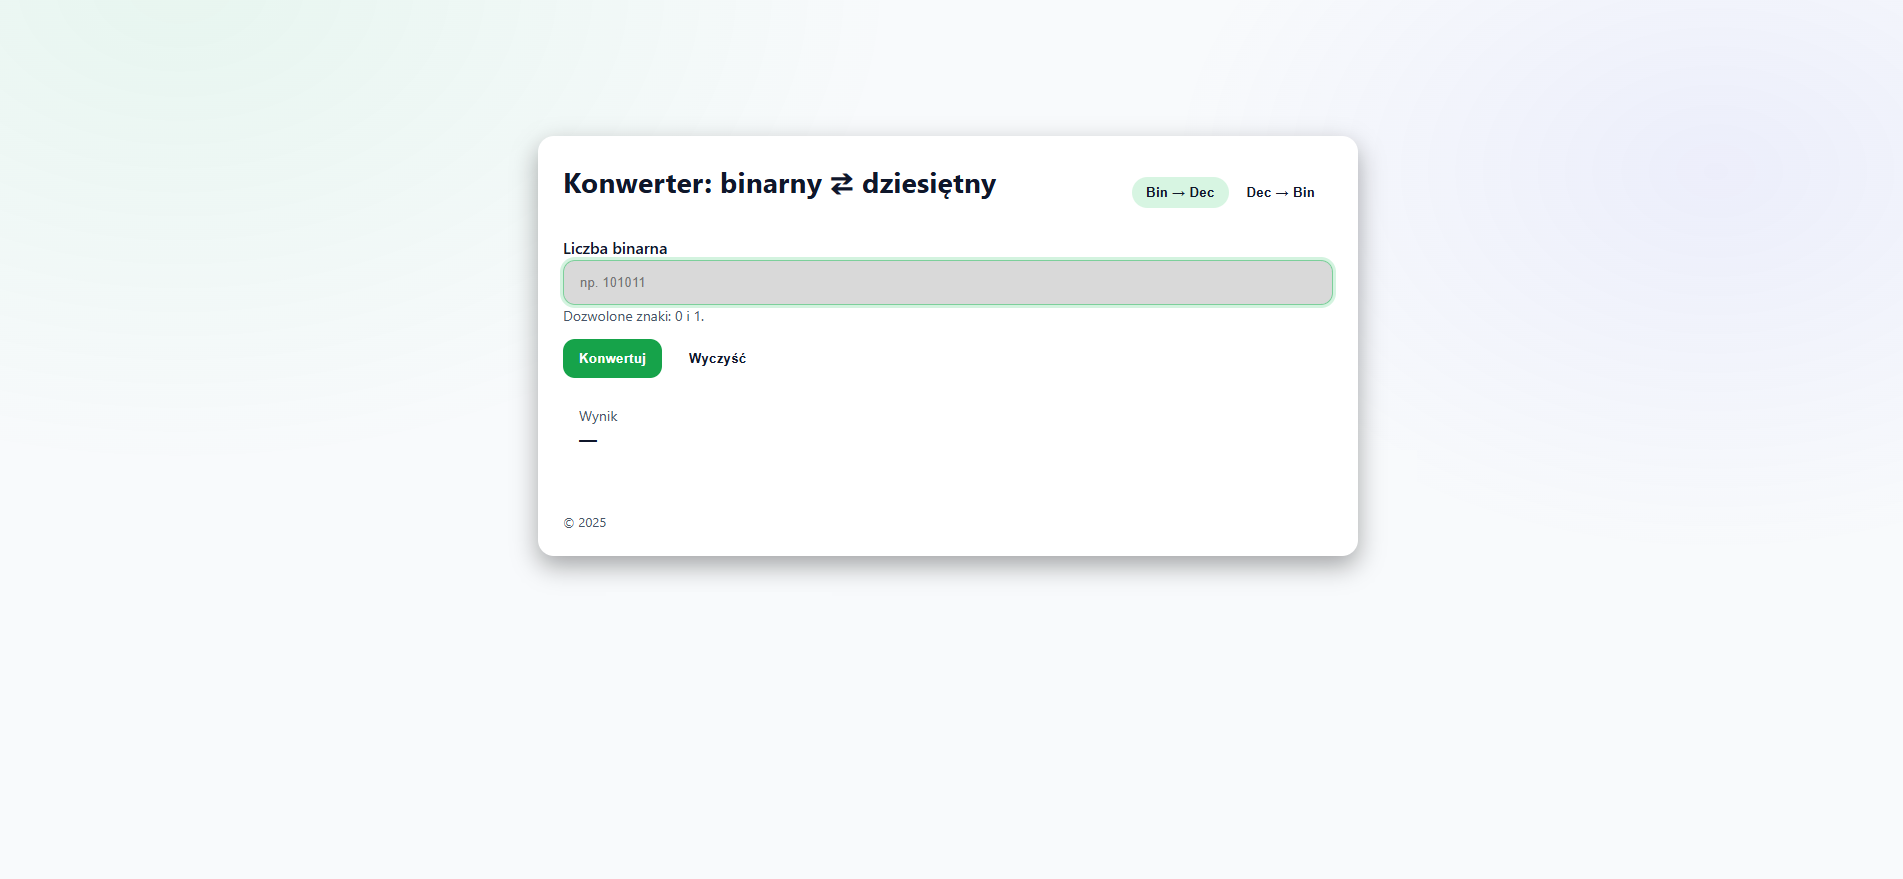 Konwerter: binarny ⇄ dziesiętny
Bin → Dec
Dec → Bin
Liczba binarna
np. 101011
Dozwolone znaki: 0 i 1.
Konwertuj
Wyczyść
Wynik
—
© 2025